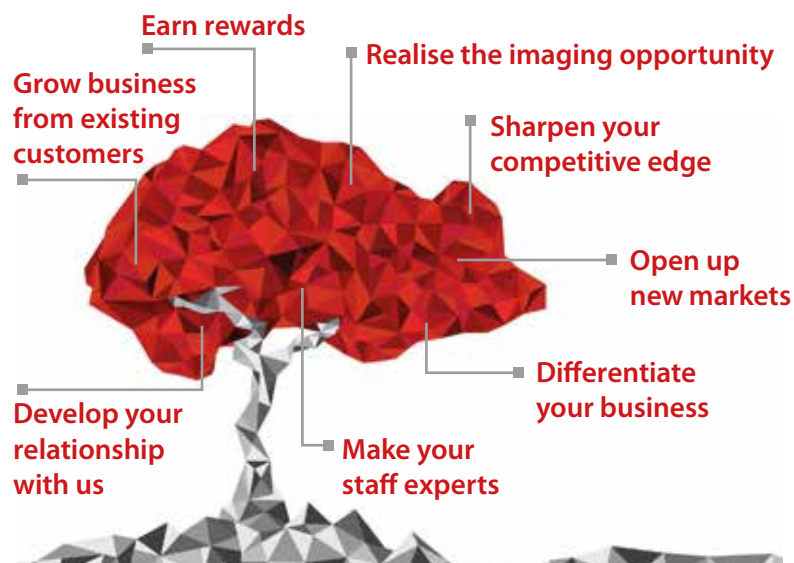 Earn rewards
Realise the imaging opportunity
Grow business
from existing
customers
Sharpen your
competitive edge
Open up
new markets
Differentiate
your business
Develop your
relationship
with us
Make your
staff experts